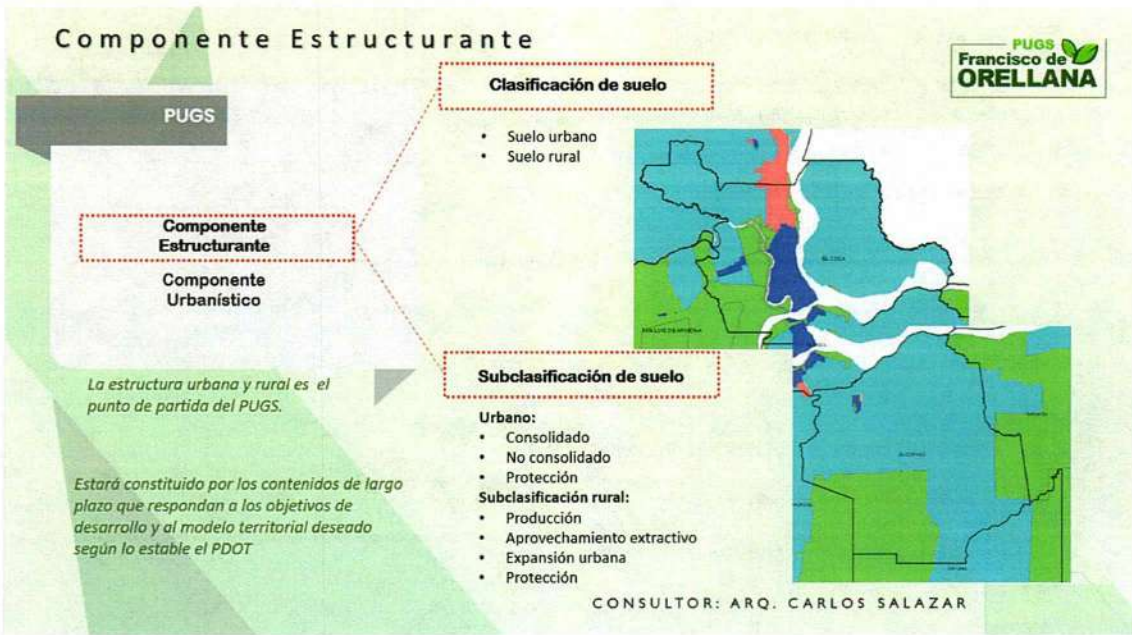 Componente Estructurante
PUGS
Francisco de
ORELLANA
PUGS
Componente
Estructurante
Componente
Urbanístico
La estructura urbana y rural es el
punto de partida del PUGS.
Estará constituido por los contenidos de largo
plazo que respondan a los objetivos de
desarrollo y al modelo territorial deseado
según lo estable el PDOT
Clasificación de suelo
• Suelo urbano
• Suelo rural
Subclasificación de suelo
Urbano:
• Consolidado
• No consolidado
• Protección
Subclasificación rural:
• Producción
• Aprovechamiento extractivo
• Expansión urbana
• Protección
EL COCA
CONSULTOR: ARQ. CARLOS SALAZAR